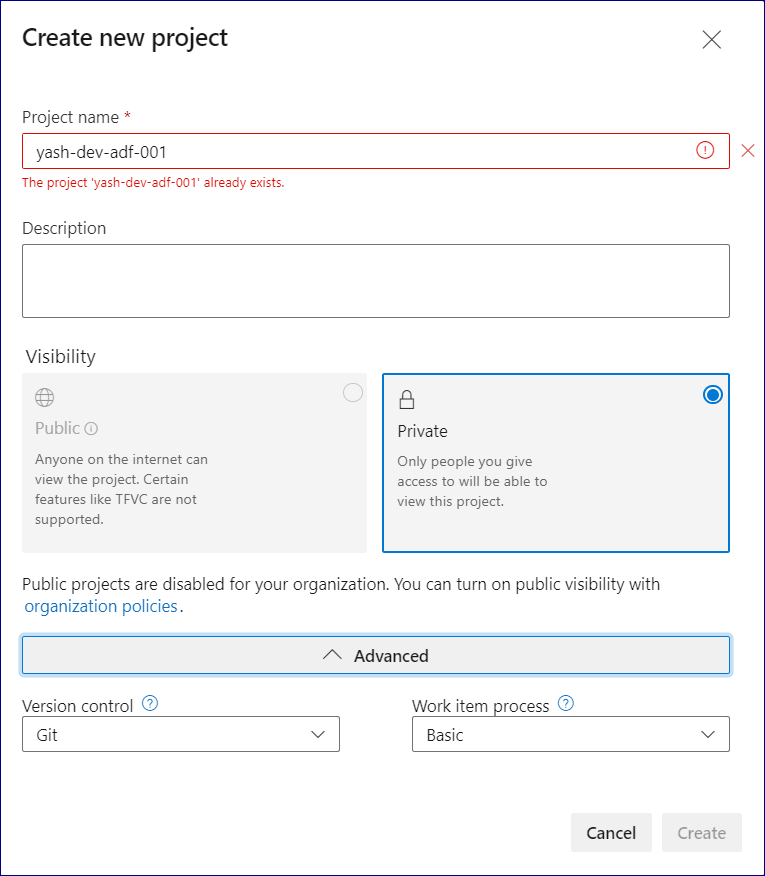 Create new project
Project name *
yash-dev-adf-001
The project 'yash-dev-adf-001' already exists.
Description
Visibility
Public
Anyone on the internet can
view the project. Certain
features like TFVC are not
supported.
Private
Only people you give
access to will be able to
view this project.
Public projects are disabled for your organization. You can turn on public visibility with
organization policies.
Advanced
Version control
Git
Work item process
Basic
Cancel
Create